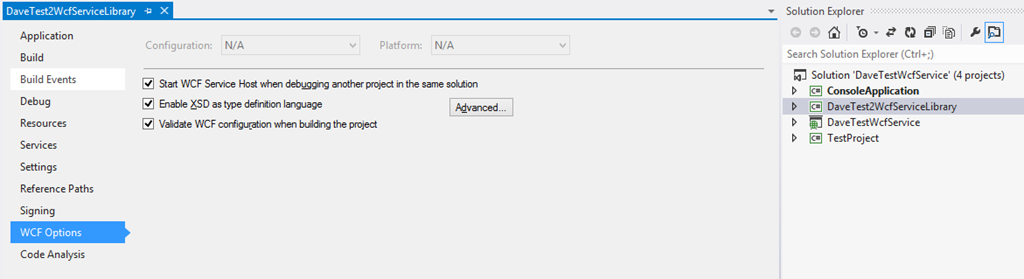 DaveTest2WcfServiceLibrary
Application
Build
Build Events
Debug
Resources
Services
Settings
Reference Paths
Signing
WCF Options
Code Analysis
Configuration: N/A Platform: N/A
Start WCF Service Host when debugging another project in the same solution
Enable XSD as type definition language
Advanced...
Validate WCF configuration when building the project
Solution Explorer
Search Solution Explorer (Ctrl+;)
Solution 'DaveTestWcfService' (4 projects)
C# ConsoleApplication
C# DaveTest2WcfServiceLibrary
DaveTestWcfService
C# TestProject